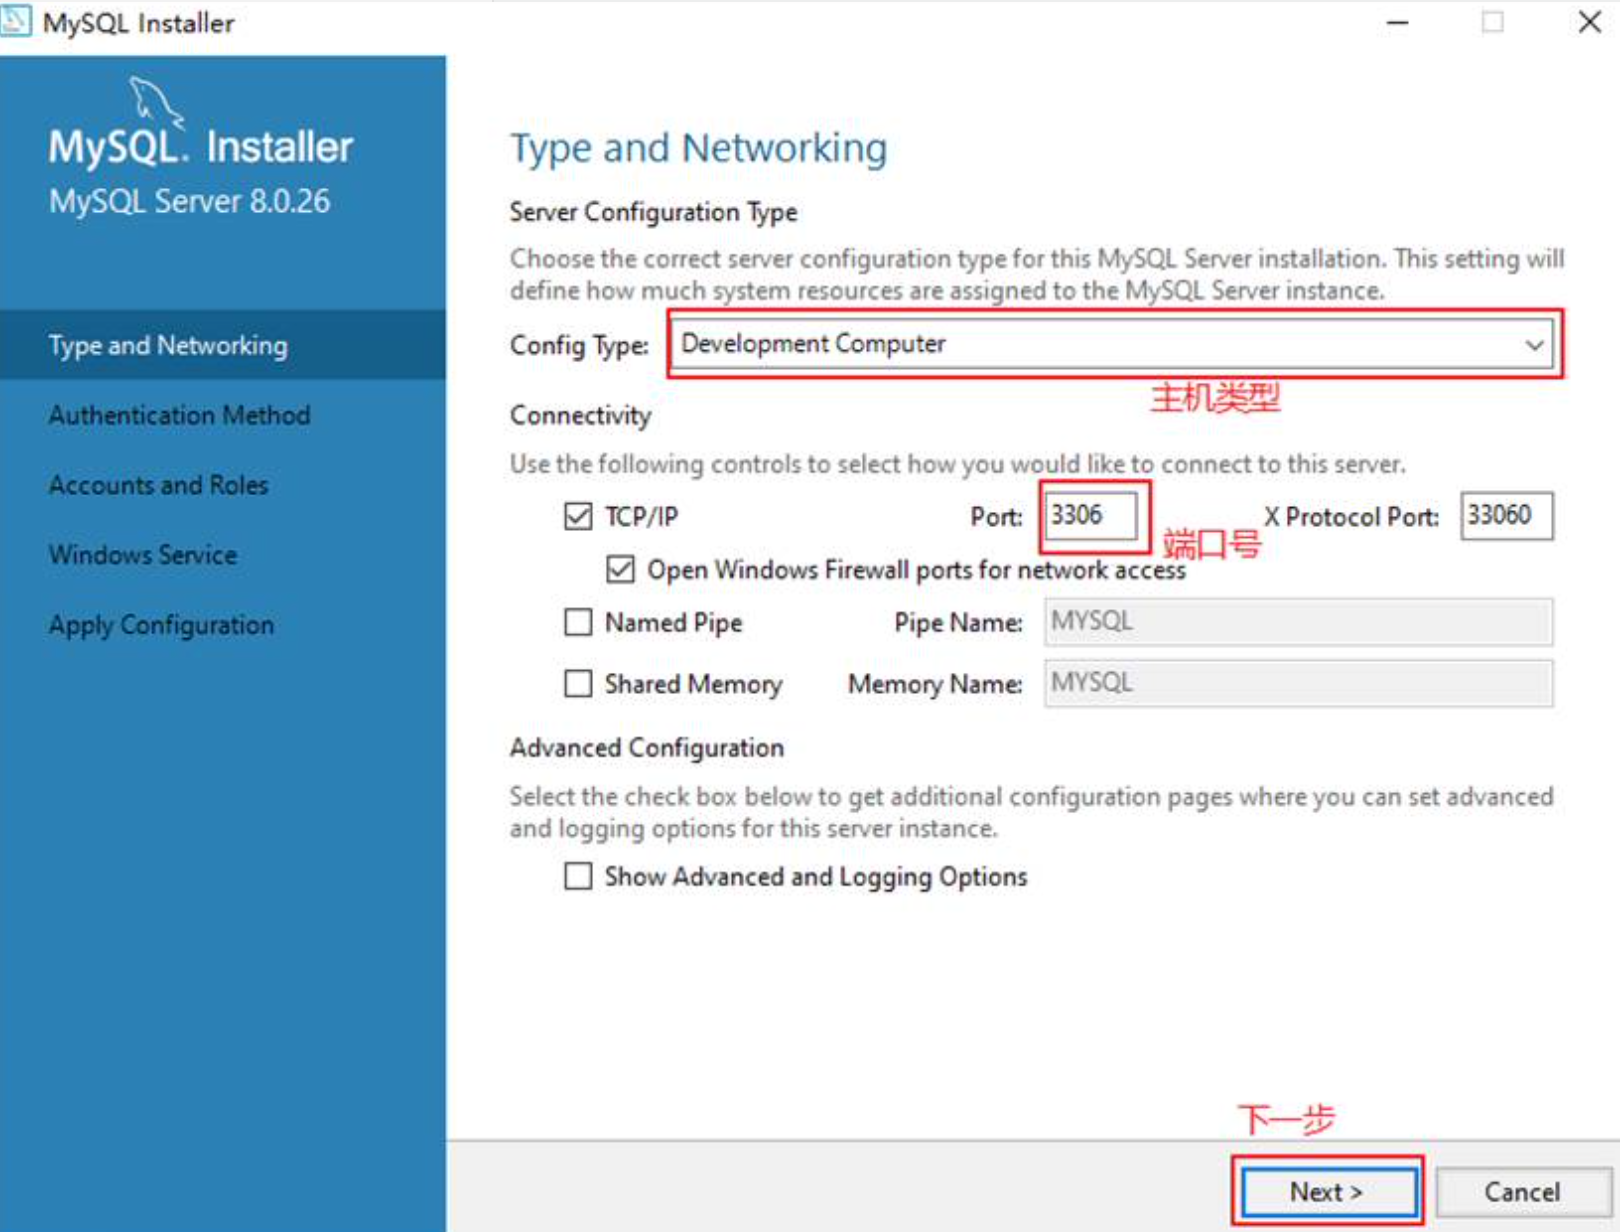 MySQL Installer
MySQL. Installer
MySQL Server 8.0.26
Type and Networking
Authentication Method
Accounts and Roles
Windows Service
Apply Configuration
Type and Networking
Server Configuration Type
Choose the correct server configuration type for this MySQL Server installation. This setting will
define how much system resources are assigned to the MySQL Server instance.
Config Type: Development Computer
主机类型
Connectivity
Use the following controls to select how you would like to connect to this server.
TCP/IP Port: 3306 X Protocol Port: 33060
端口号
Open Windows Firewall ports for network access
Named Pipe Pipe Name: MYSQL
Shared Memory Memory Name: MYSQL
Advanced Configuration
Select the check box below to get additional configuration pages where you can set advanced
and logging options for this server instance.
Show Advanced and Logging Options
下一步
Next > Cancel